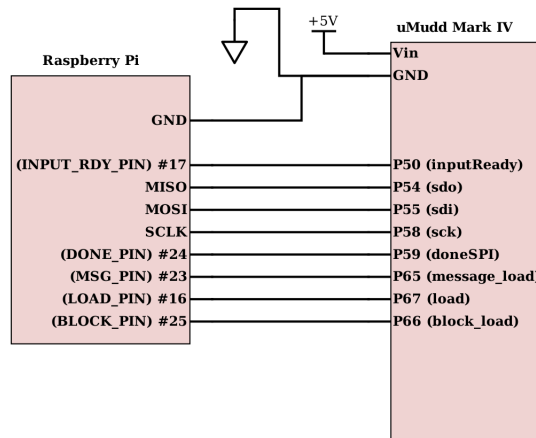 +5V
uMudd Mark IV
Vin
GND
Raspberry Pi
GND
(INPUT_RDY_PIN) #17
P50 (inputReady)
MISO
P54 (sdo)
MOSI
P55 (sdi)
SCLK
P58 (sck)
(DONE_PIN) #24
P59 (doneSPI)
(MSG_PIN) #23
P65 (message_load)
(LOAD_PIN) #16
P67 (load)
(BLOCK_PIN) #25
P66 (block_load)